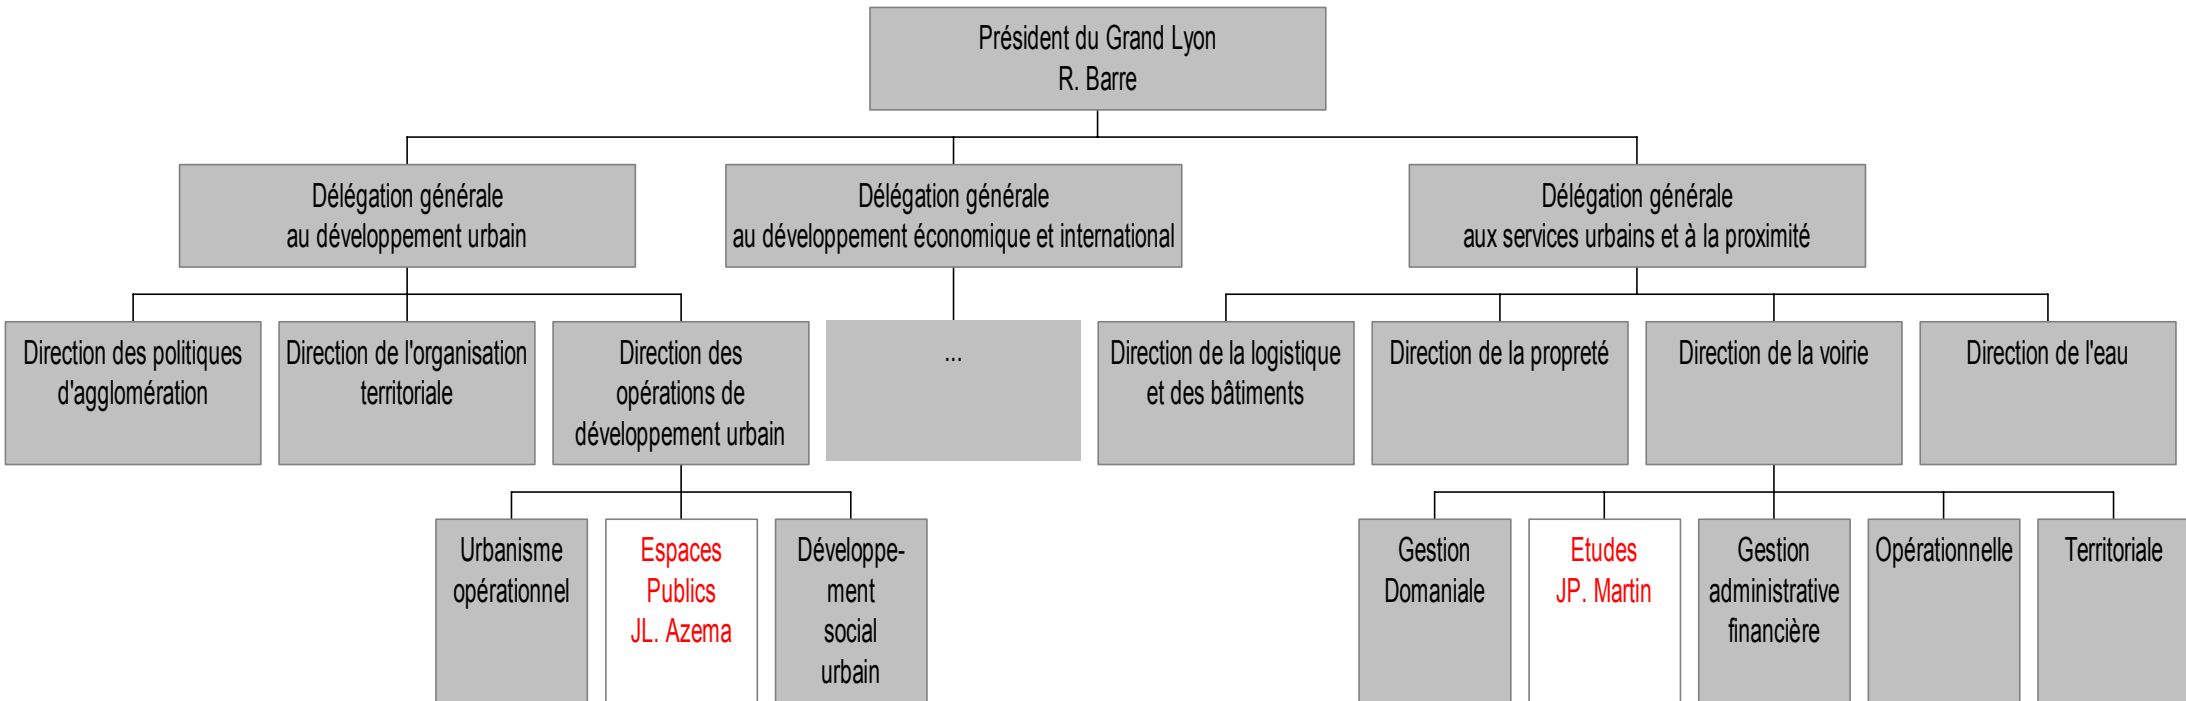 Président du Grand Lyon
R. Barre
Délégation générale
au développement urbain
Délégation générale
au développement économique et international
Délégation générale
aux services urbains et à la proximité
Direction des politiques
d'agglomération
Direction de l'organisation
territoriale
Direction des
opérations de
développement urbain
...
Direction de la logistique
et des bâtiments
Direction de la propreté
Direction de la voirie
Direction de l'eau
Urbanisme
opérationnel
Espaces
Publics
JL. Azema
Développe-
ment
social
urbain
Gestion
Domaniale
Etudes
JP. Martin
Gestion
administrative
financière
Opérationnelle
Territoriale